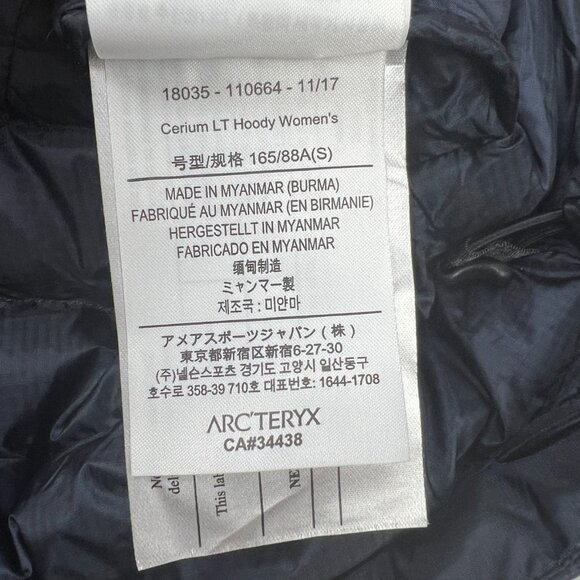 18035 - 110664 - 11/17
Cerium LT Hoody Women's
号型/规格 165/88A(S)
MADE IN MYANMAR (BURMA)
FABRIQUÉ AU MYANMAR (EN BIRMANIE)
HERGESTELLT IN MYANMAR
FABRICADO EN MYANMAR
缅甸制造
ミャンマー製
제조국 : 미얀마
アメアスポーツジャパン ( 株 )
東京都新宿区新宿6-27-30
(주)넬슨스포츠 경기도 고양시 일산동구
호수로 358-39 710호 대표번호: 1644-1708
ARC'TERYX
CA#34438
del
This lab
NE